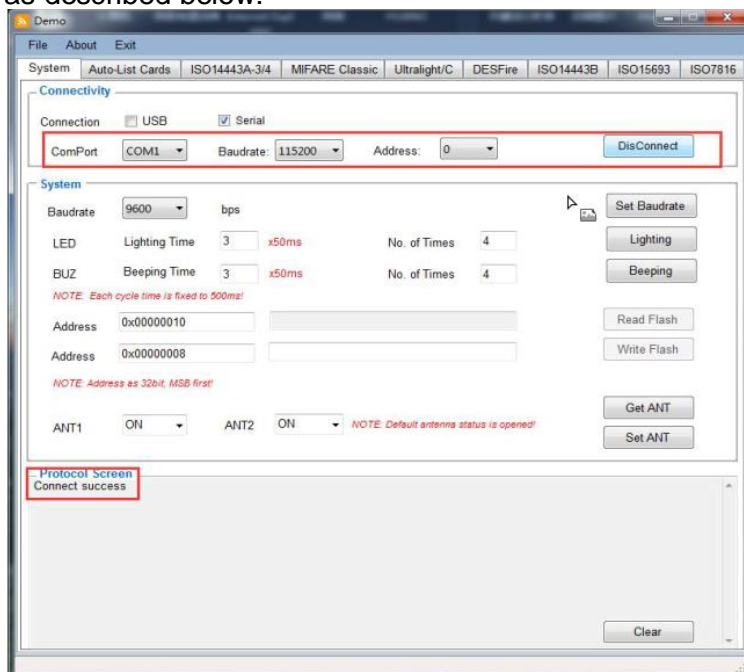 as described below.
Demo
File About Exit
System Auto-List Cards ISO14443A-3/4 MIFARE Classic Ultralight/C DESFire ISO14443B ISO15693 ISO7816
Connectivity
Connection USB Serial
ComPort COM1 Baudrate: 115200 Address: 0 DisConnect
System
Baudrate 9600 bps Set Baudrate
LED Lighting Time 3 x50ms No. of Times 4 Lighting
BUZ Beeping Time 3 x50ms No. of Times 4 Beeping
NOTE: Each cycle time is fixed to 500ms!
Address 0x00000010 Read Flash
Address 0x00000008 Write Flash
NOTE: Address as 32bit, MSB first!
Get ANT
ANT1 ON ANT2 ON NOTE: Default antenna status is opened!
Set ANT
Protocol Screen
Connect success
Clear